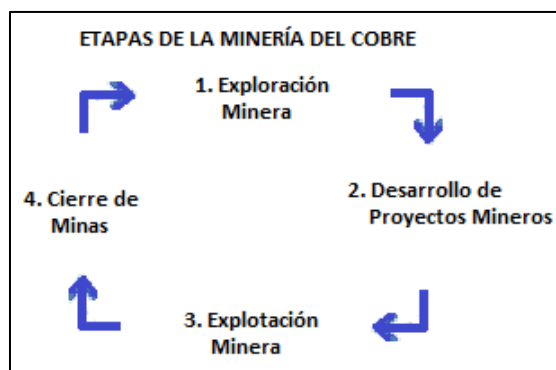 ETAPAS DE LA MINERÍA DEL COBRE
1. Exploración
Minera
2. Desarrollo de
Proyectos Mineros
3. Explotación
Minera
4. Cierre de
Minas